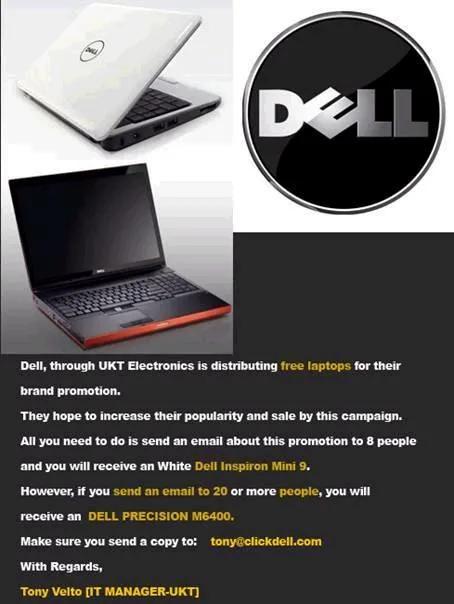 DELL
DELL
DELL
Dell, through UKT Electronics is distributing free laptops for their
brand promotion.
They hope to increase their popularity and sale by this campaign.
All you need to do is send an email about this promotion to 8 people
and you will receive an White Dell Inspiron Mini 9.
However, if you send an email to 20 or more people, you will
receive an DELL PRECISION M6400.
Make sure you send a copy to: tony@clickdell.com
With Regards,
Tony Velto [IT MANAGER-UKT]